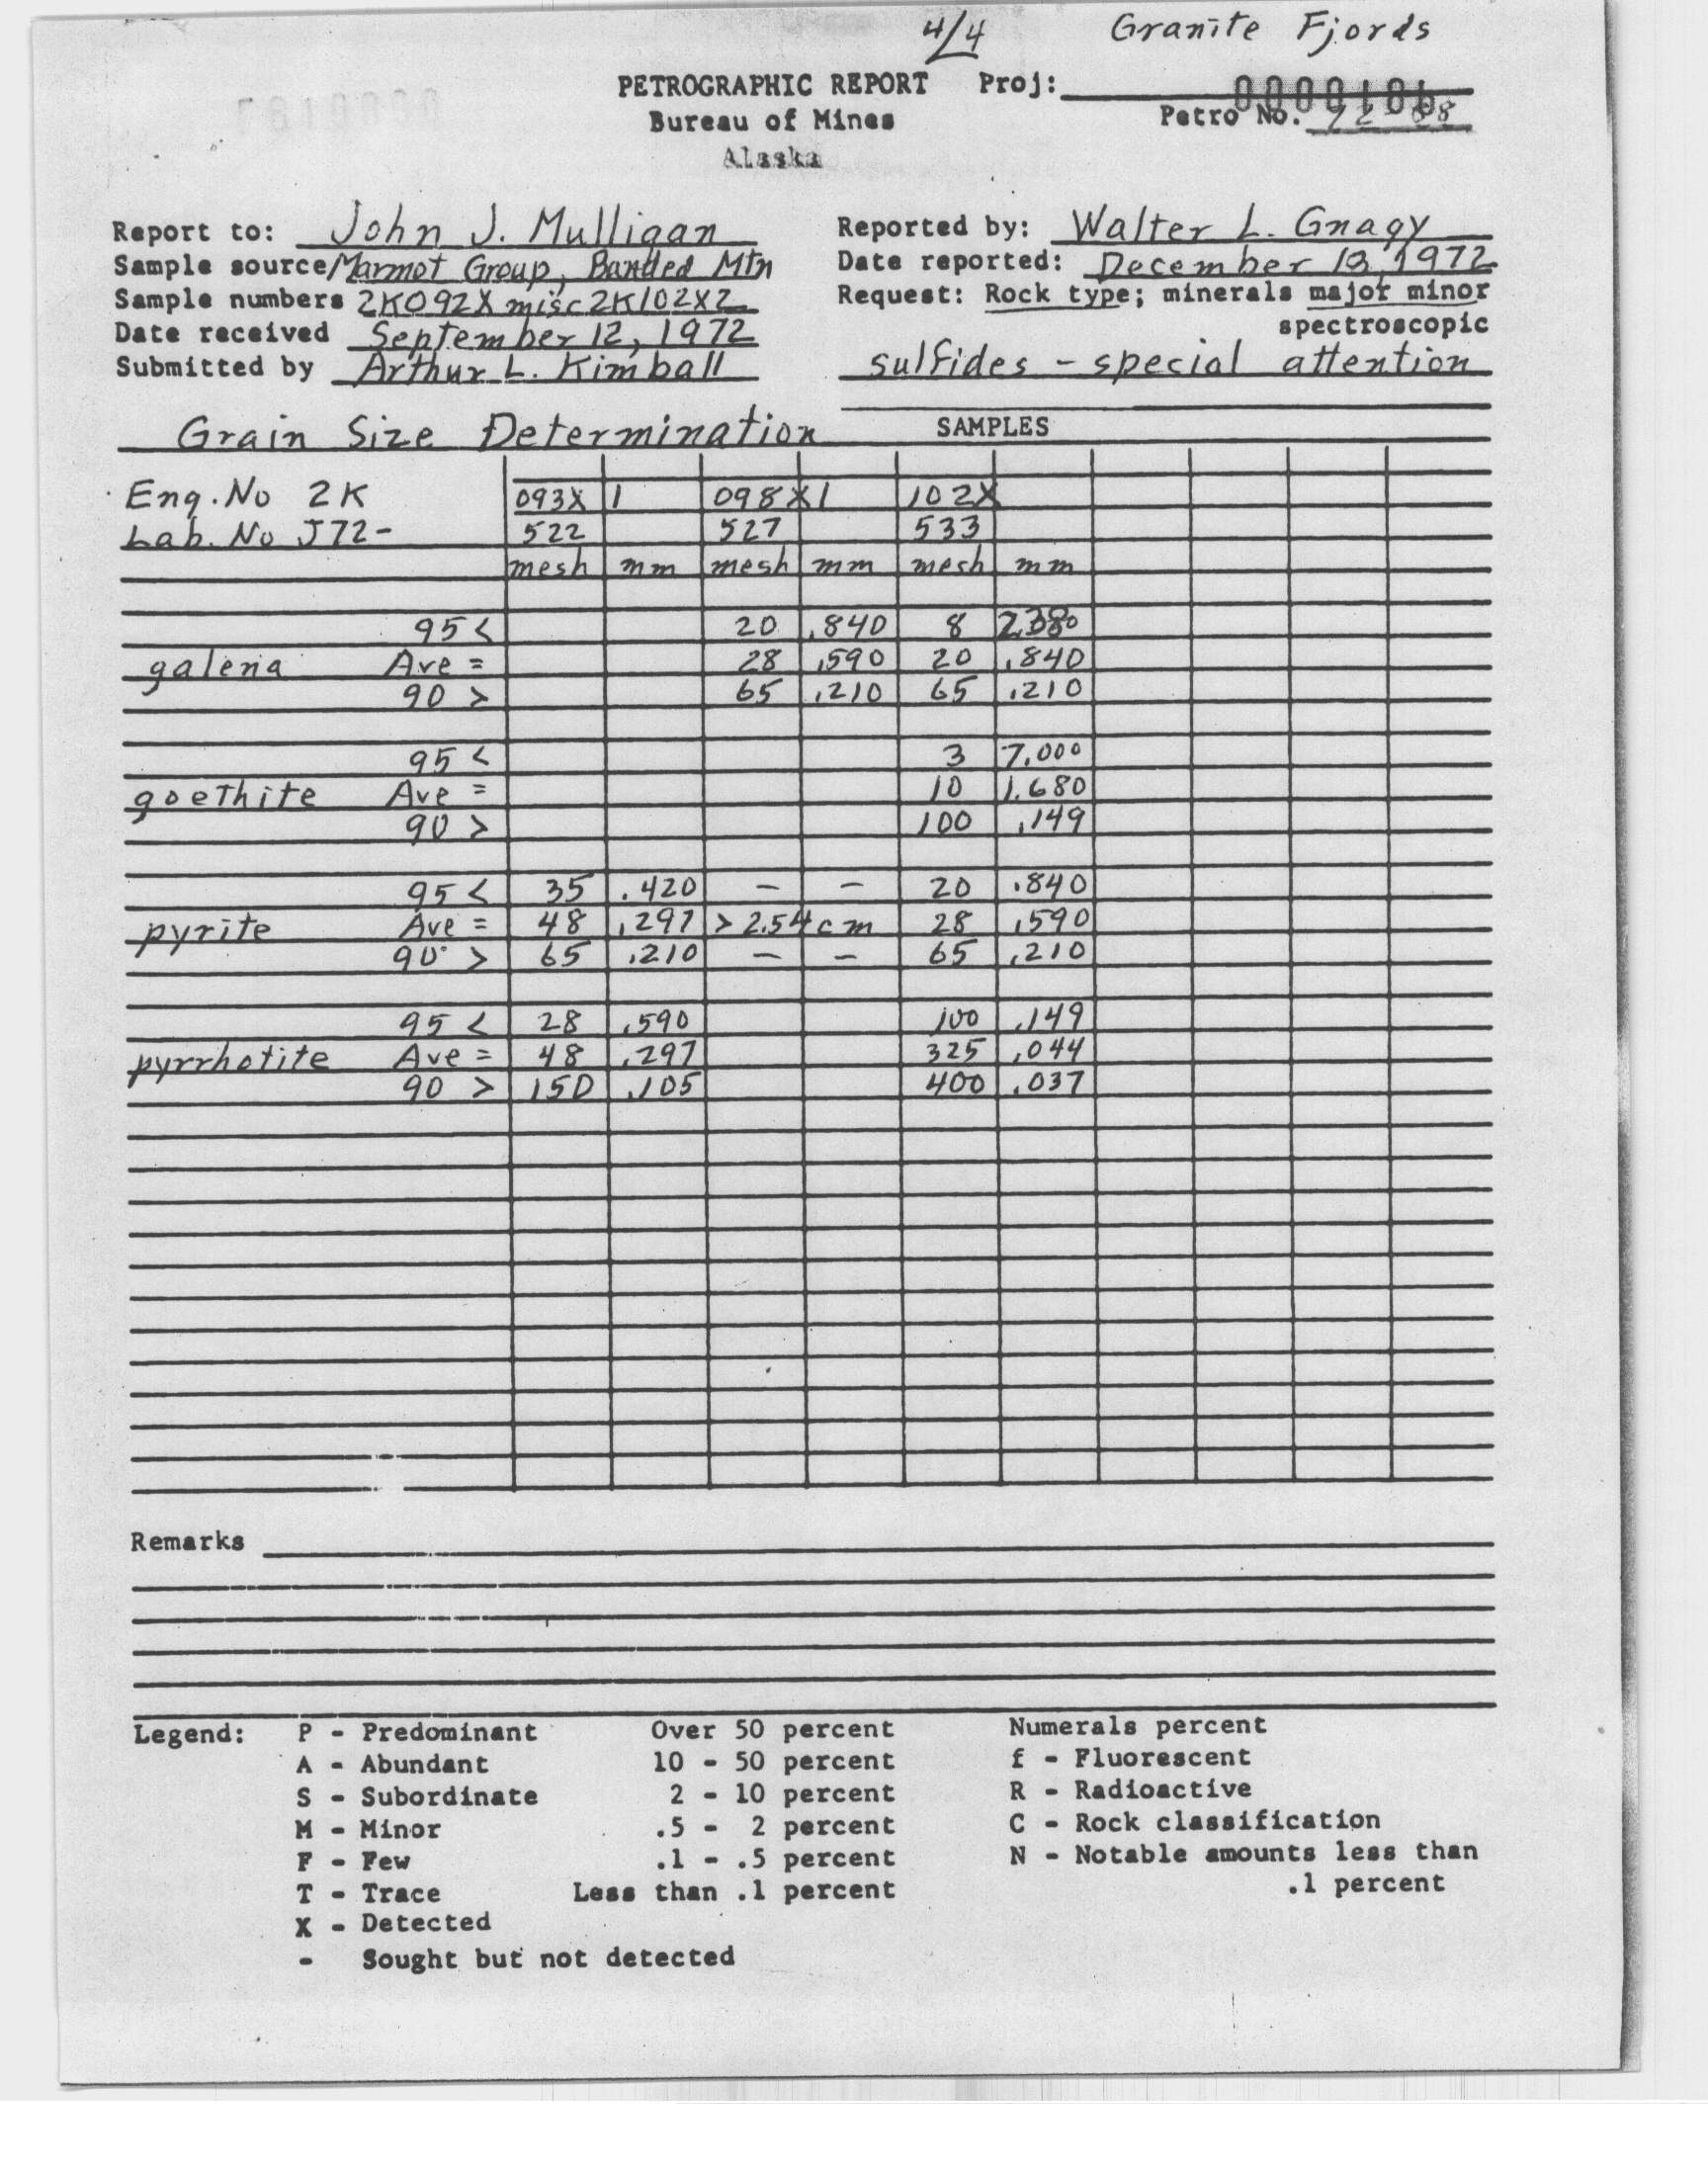 4/4 Granite Fjords
PETROGRAPHIC REPORT Proj:
Bureau of Mines Petro No. 72-
Alaska
Report to: John J. Mulligan Reported by: Walter L. Gnagy
Sample source Marmot Group, Banded Mtn Date reported: December 1972
Sample numbers 2K092X misc 2K102X2 Request: Rock type; minerals major minor
Date received September 12, 1972 spectroscopic
Submitted by Arthur L. Kimball sulfides - special attention
Grain Size Determination SAMPLES
Eng. No 2K 093X 1 098X1 102X
Lab. No J72- 522 527 533
mesh mm mesh mm mesh mm
95 < 20 .840 8 2.380
galena Ave = 28 .590 20 .840
90 > 65 .210 65 .210
95 < 3 7.000
goethite Ave = 10 1.680
90 > 100 .149
95 < 35 .420 - - 20 .840
pyrite Ave = 48 .297 > 2.54 cm 28 .590
90 > 65 .210 - - 65 .210
95 < 28 .590 100 .149
pyrrhotite Ave = 48 .297 325 .044
90 > 150 .105 400 .037
Remarks
Legend: P - Predominant Over 50 percent Numerals percent
A - Abundant 10 - 50 percent f - Fluorescent
S - Subordinate 2 - 10 percent R - Radioactive
M - Minor .5 - 2 percent C - Rock classification
F - Few .1 - .5 percent N - Notable amounts less than
T - Trace Less than .1 percent .1 percent
X - Detected
- Sought but not detected